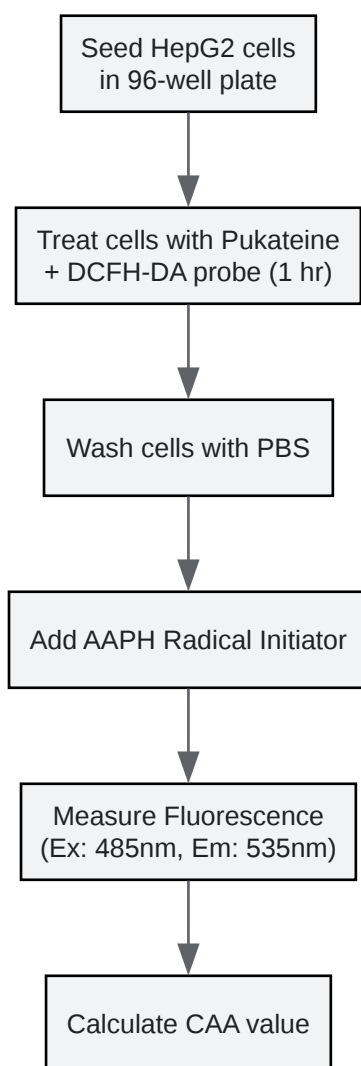 Seed HepG2 cells
in 96-well plate
Treat cells with Pukateine
+ DCFH-DA probe (1 hr)
Wash cells with PBS
Add AAPH Radical Initiator
Measure Fluorescence
(Ex: 485nm, Em: 535nm)
Calculate CAA value